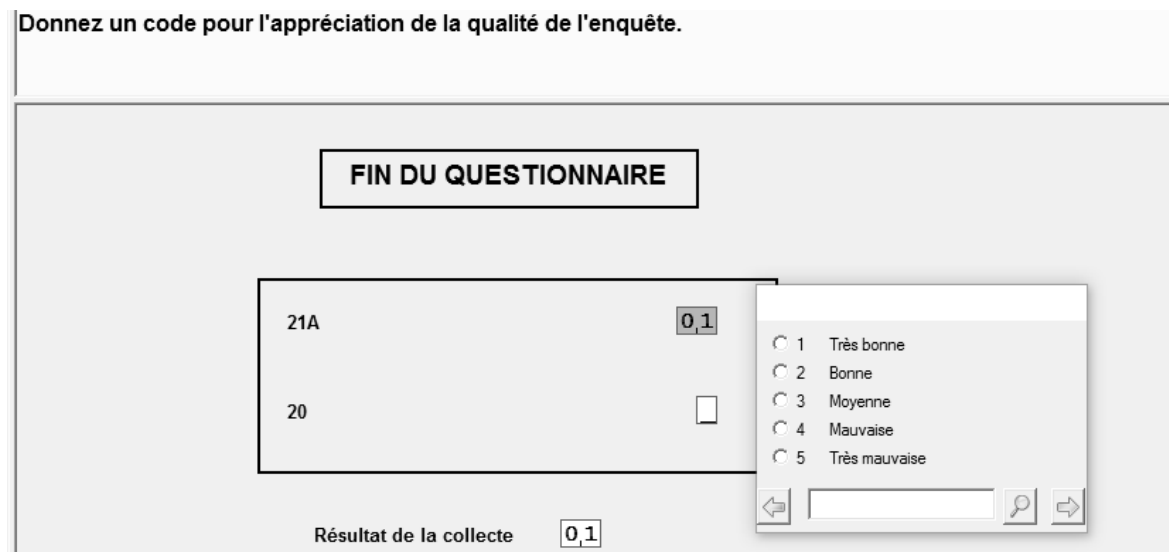 Donnez un code pour l'appréciation de la qualité de l'enquête.
FIN DU QUESTIONNAIRE
21A 0,1
20 _
1 Très bonne
2 Bonne
3 Moyenne
4 Mauvaise
5 Très mauvaise
Résultat de la collecte 0,1